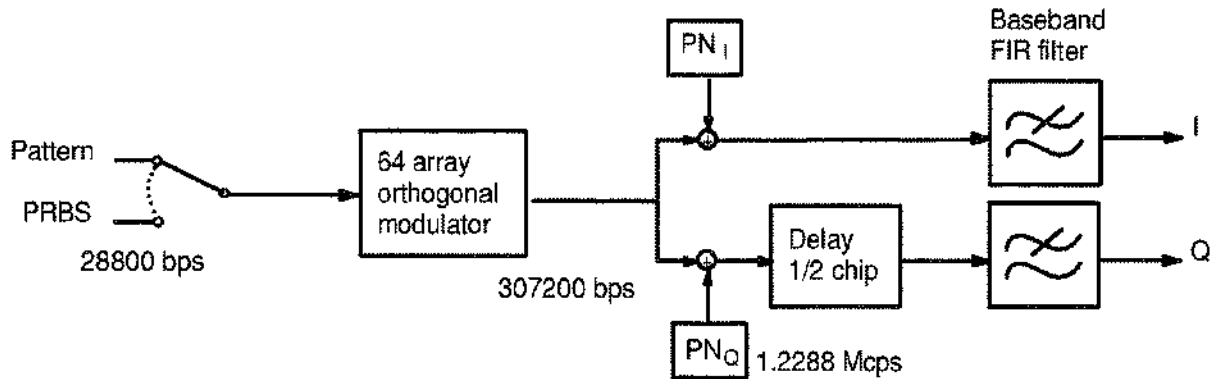 Pattern
PRBS
28800 bps
64 array
orthogonal
modulator
307200 bps
PN I
PN Q
1.2288 Mcps
Delay
1/2 chip
Baseband
FIR filter
I
Q